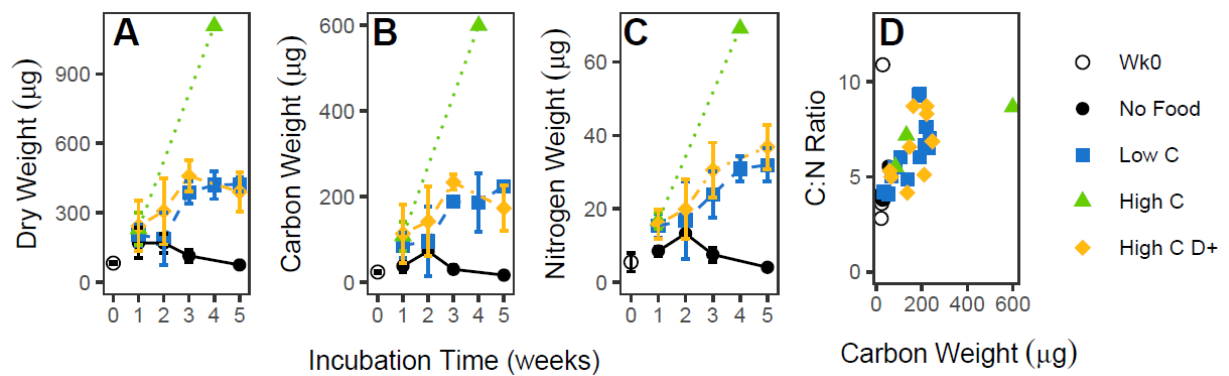 A
Dry Weight (μg)
900
600
300
0
0 1 2 3 4 5
B
Carbon Weight (μg)
600
400
200
0
0 1 2 3 4 5
C
Nitrogen Weight (μg)
60
40
20
0
0 1 2 3 4 5
D
C:N Ratio
10
5
0
0 200 400 600
Incubation Time (weeks)
Carbon Weight (μg)
Wk0
No Food
Low C
High C
High C D+